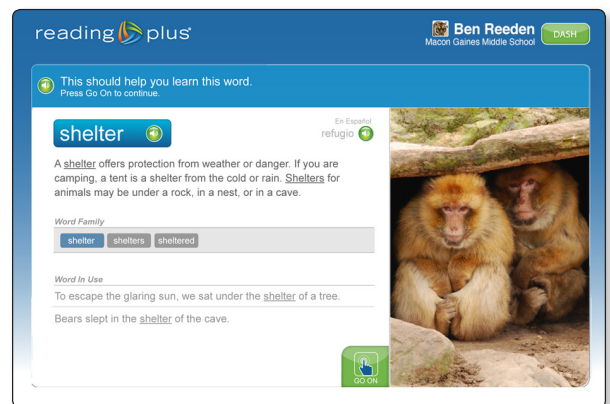 reading plus
Ben Reeden
Macon Gaines Middle School
DASH
This should help you learn this word.
Press Go On to continue.
shelter
En Español
refugio
A shelter offers protection from weather or danger. If you are
camping, a tent is a shelter from the cold or rain. Shelters for
animals may be under a rock, in a nest, or in a cave.
Word Family
shelter shelters sheltered
Word In Use
To escape the glaring sun, we sat under the shelter of a tree.
Bears slept in the shelter of the cave.
GO ON